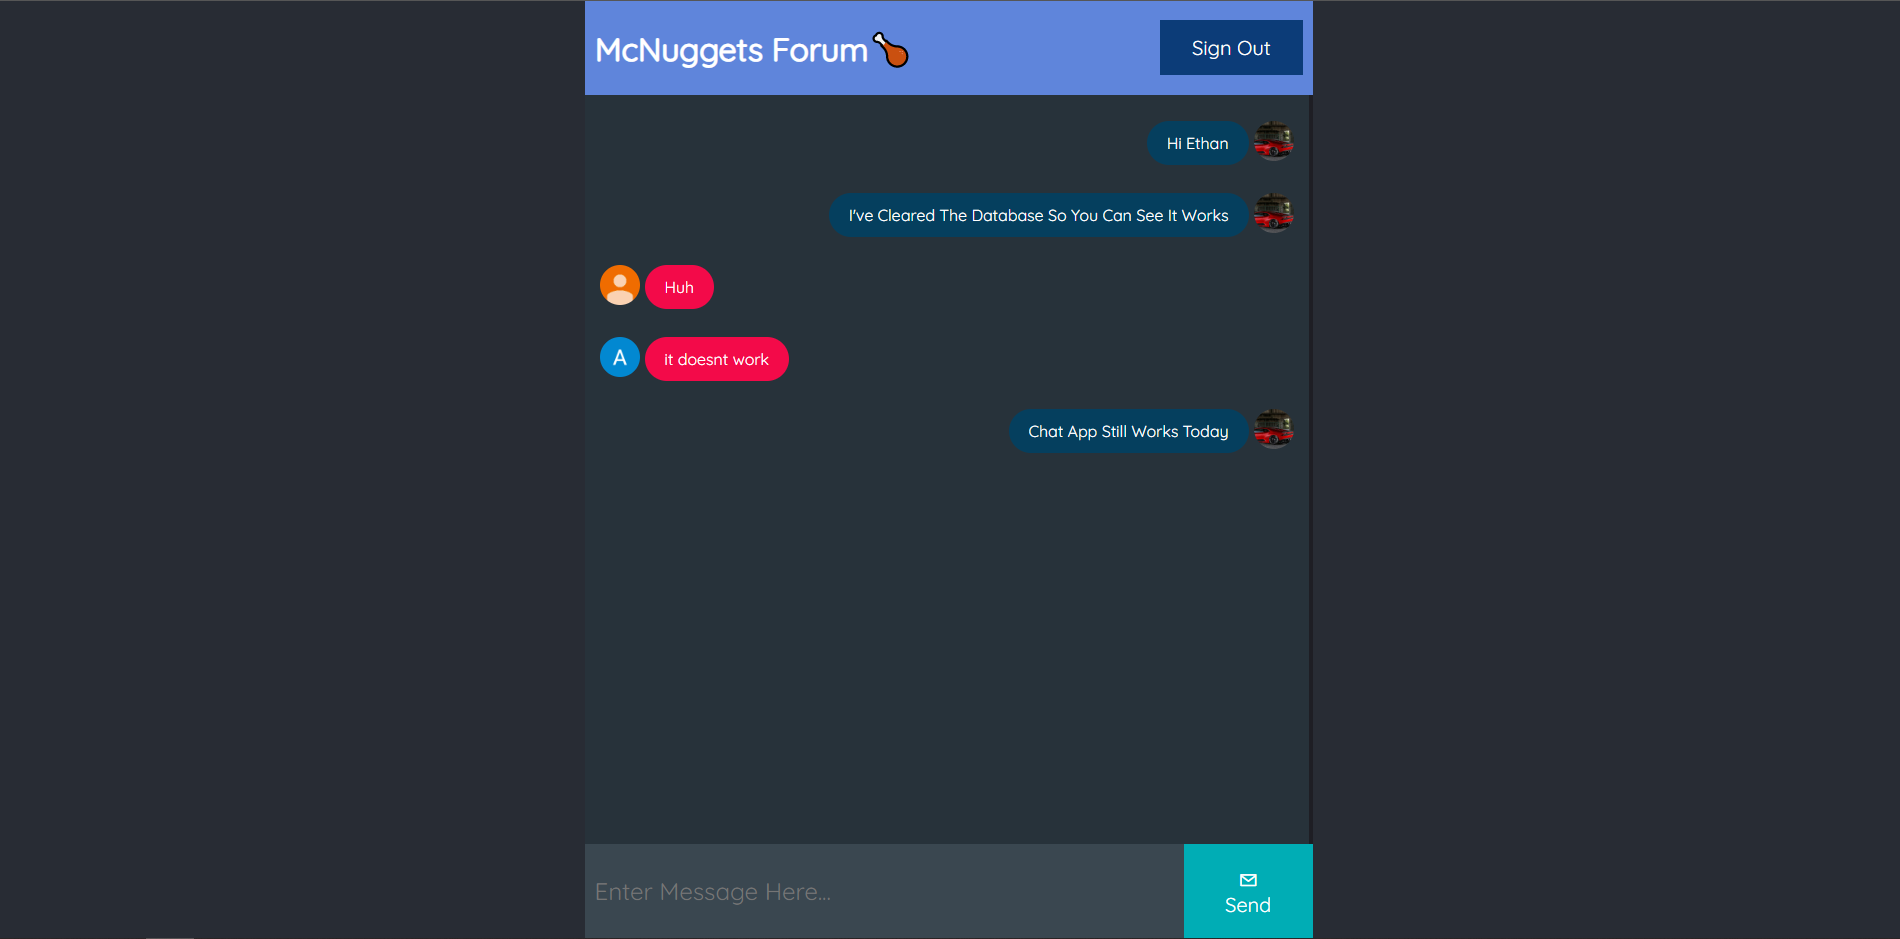 McNuggets Forum🍗
Sign Out
Hi Ethan
I've Cleared The Database So You Can See It Works
Huh
A
it doesnt work
Chat App Still Works Today
Enter Message Here...
Send